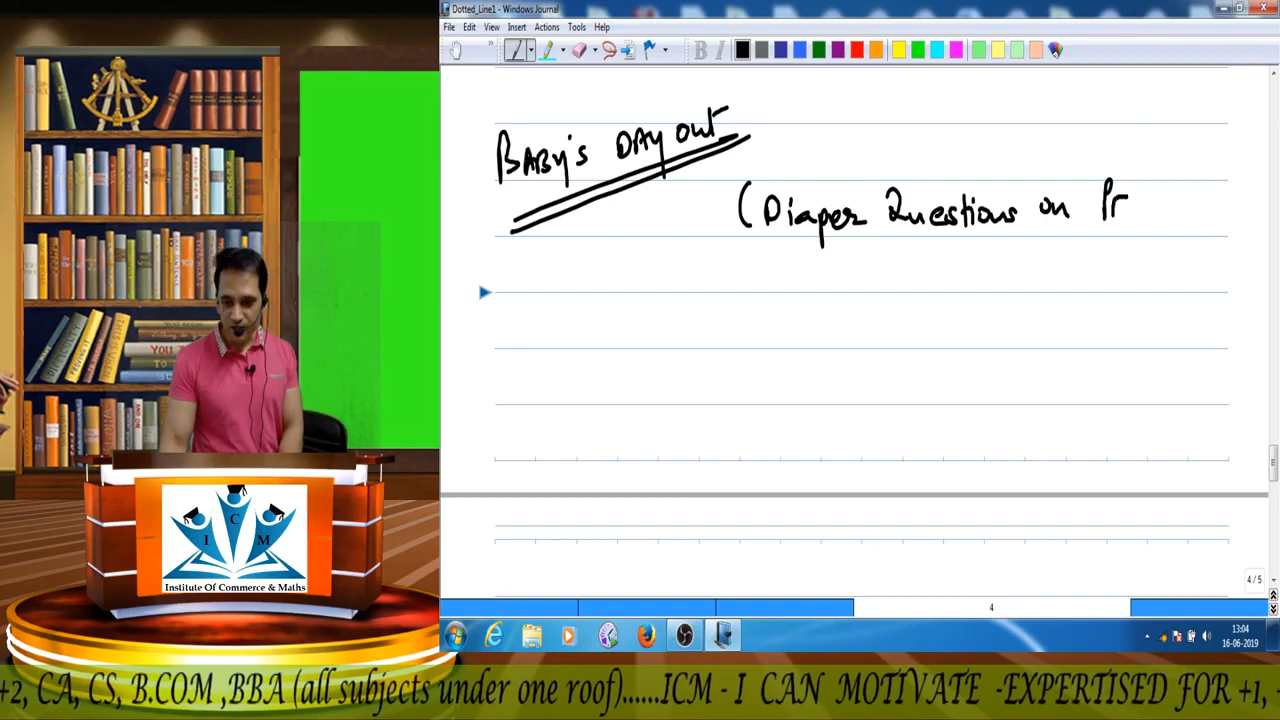 Dotted_Line1 - Windows Journal
File Edit View Insert Actions Tools Help
B I
BABY'S DAY OUT
(Diaper Questions on Pr
4 / 5
4
13:04
16-06-2019
I C M
Institute Of Commerce & Maths
+2, CA, CS, B.COM ,BBA (all subjects under one roof)......ICM - I CAN MOTIVATE -EXPERTISED FOR +1,